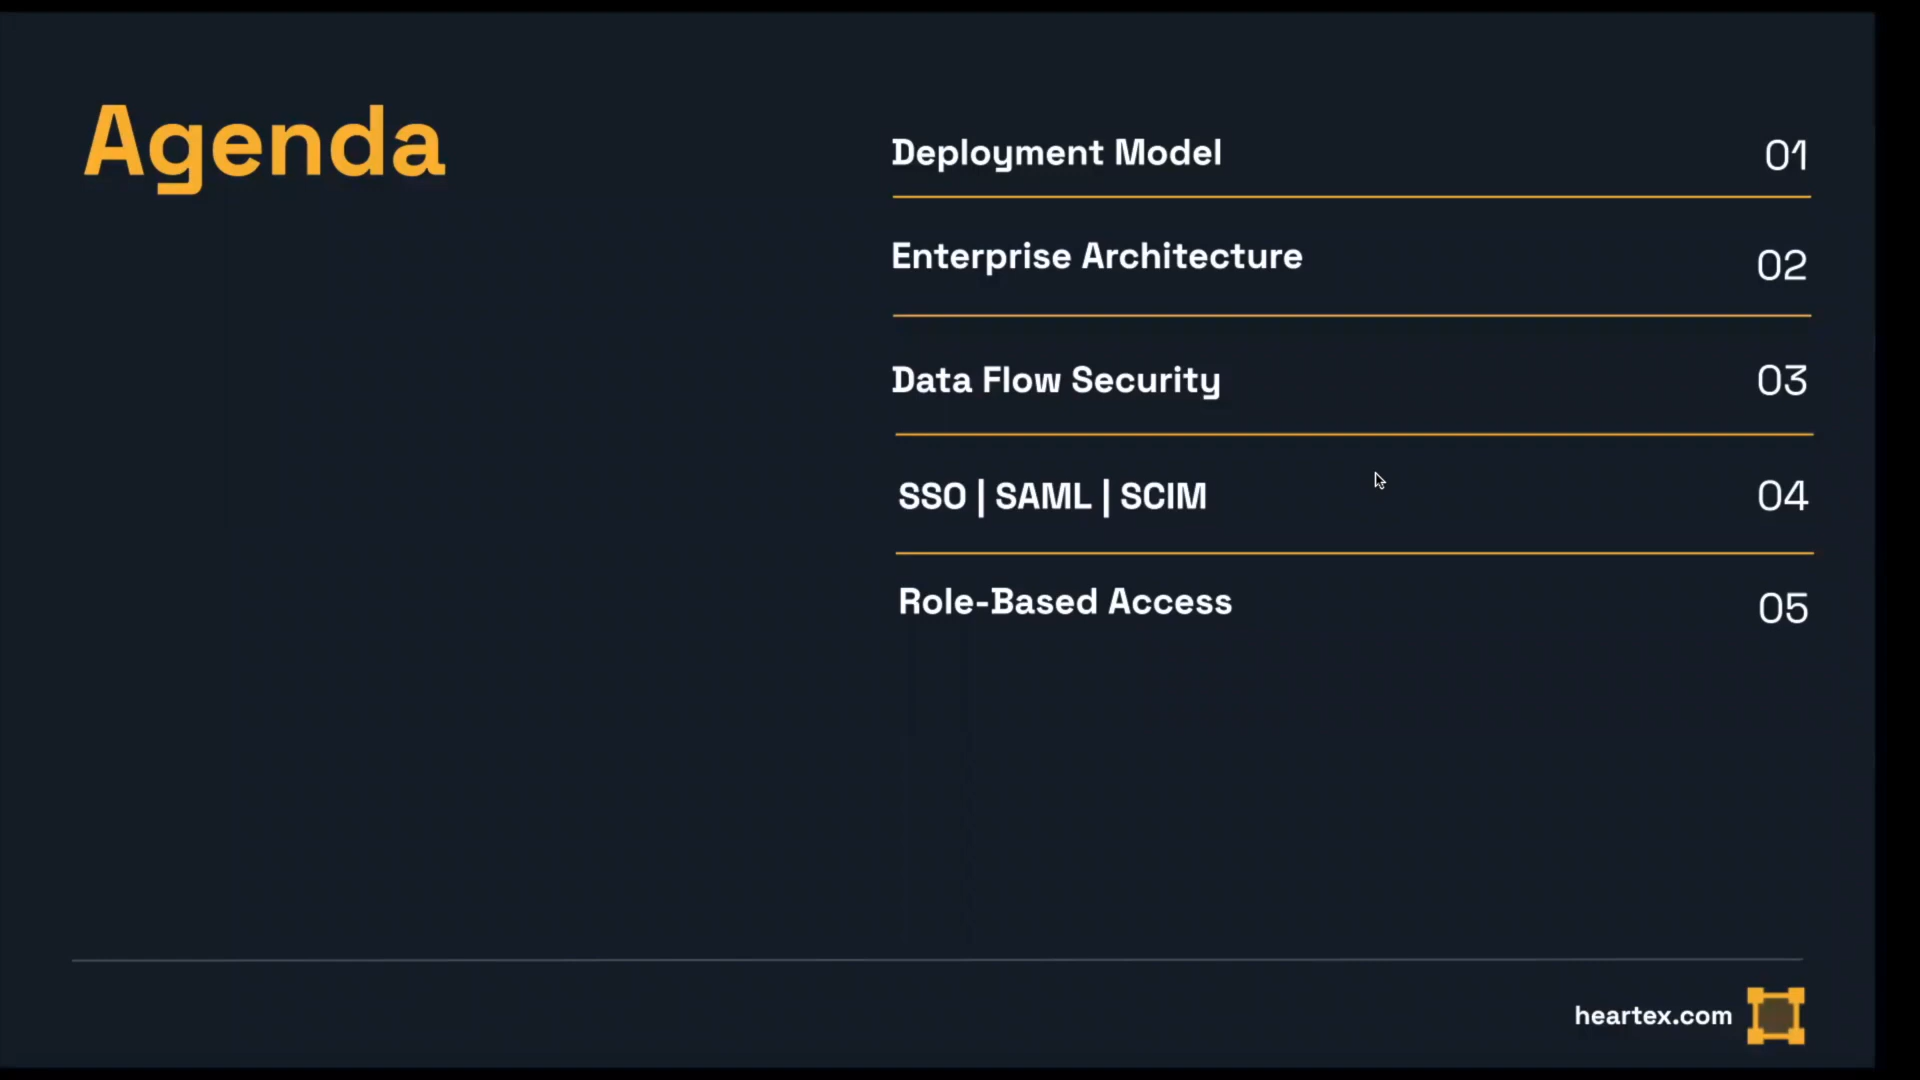 Agenda
Deployment Model 01
Enterprise Architecture 02
Data Flow Security 03
SSO | SAML | SCIM 04
Role-Based Access 05
heartex.com